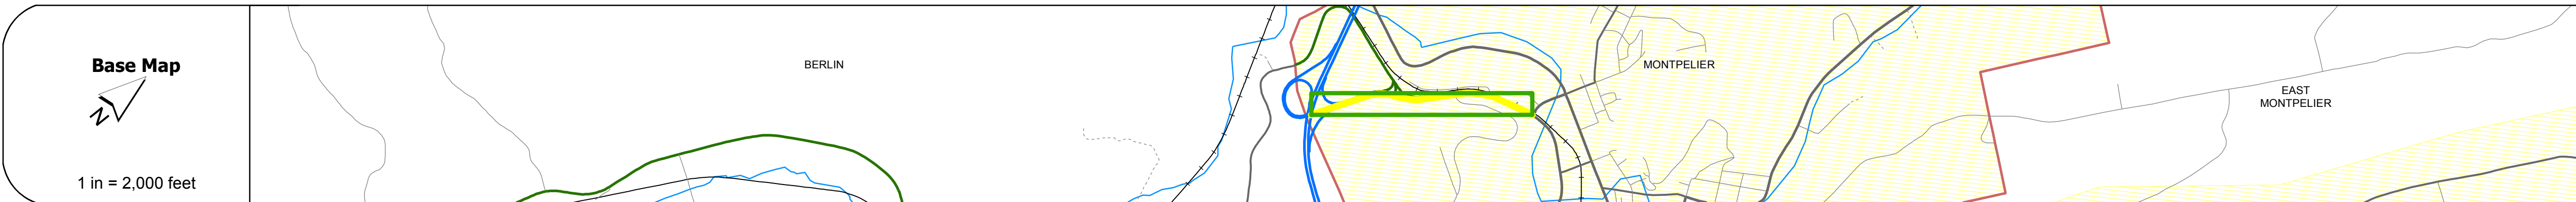 Base Map
N
1 in = 2,000 feet
BERLIN
MONTPELIER
EAST
MONTPELIER